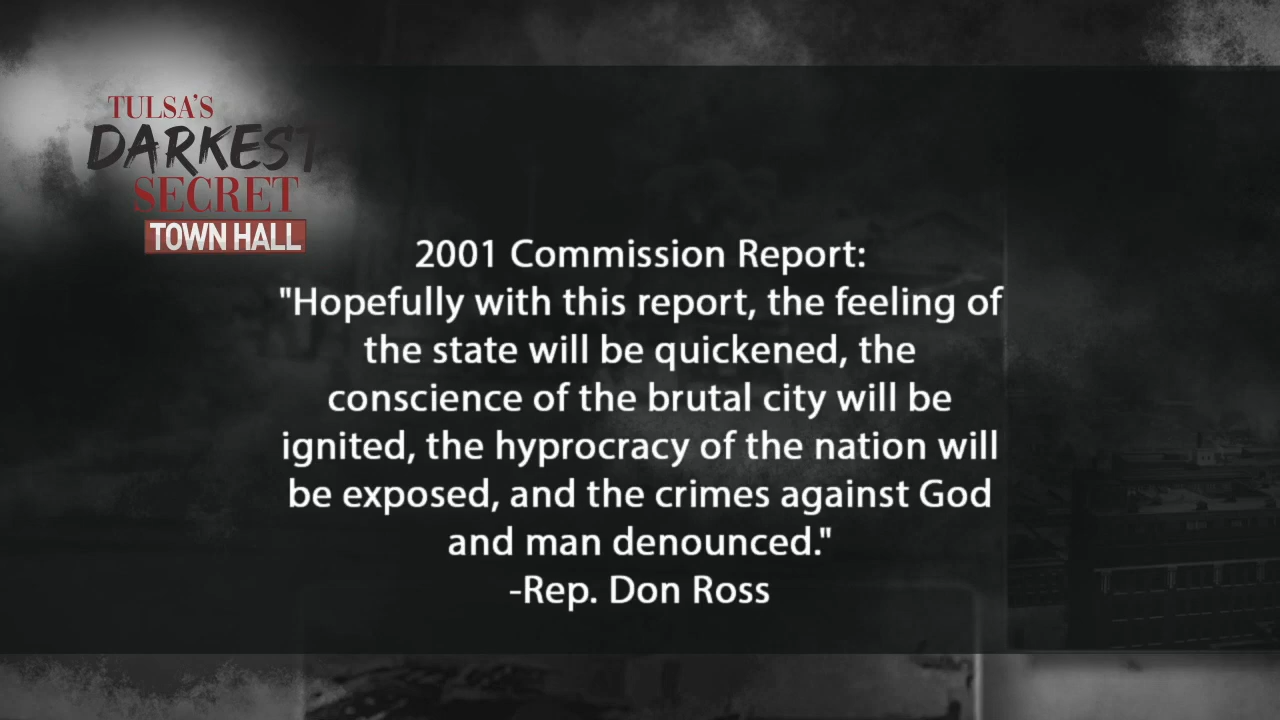 TULSA'S
DARKEST
SECRET
TOWN HALL
2001 Commission Report:
"Hopefully with this report, the feeling of
the state will be quickened, the
conscience of the brutal city will be
ignited, the hyprocracy of the nation will
be exposed, and the crimes against God
and man denounced."
-Rep. Don Ross